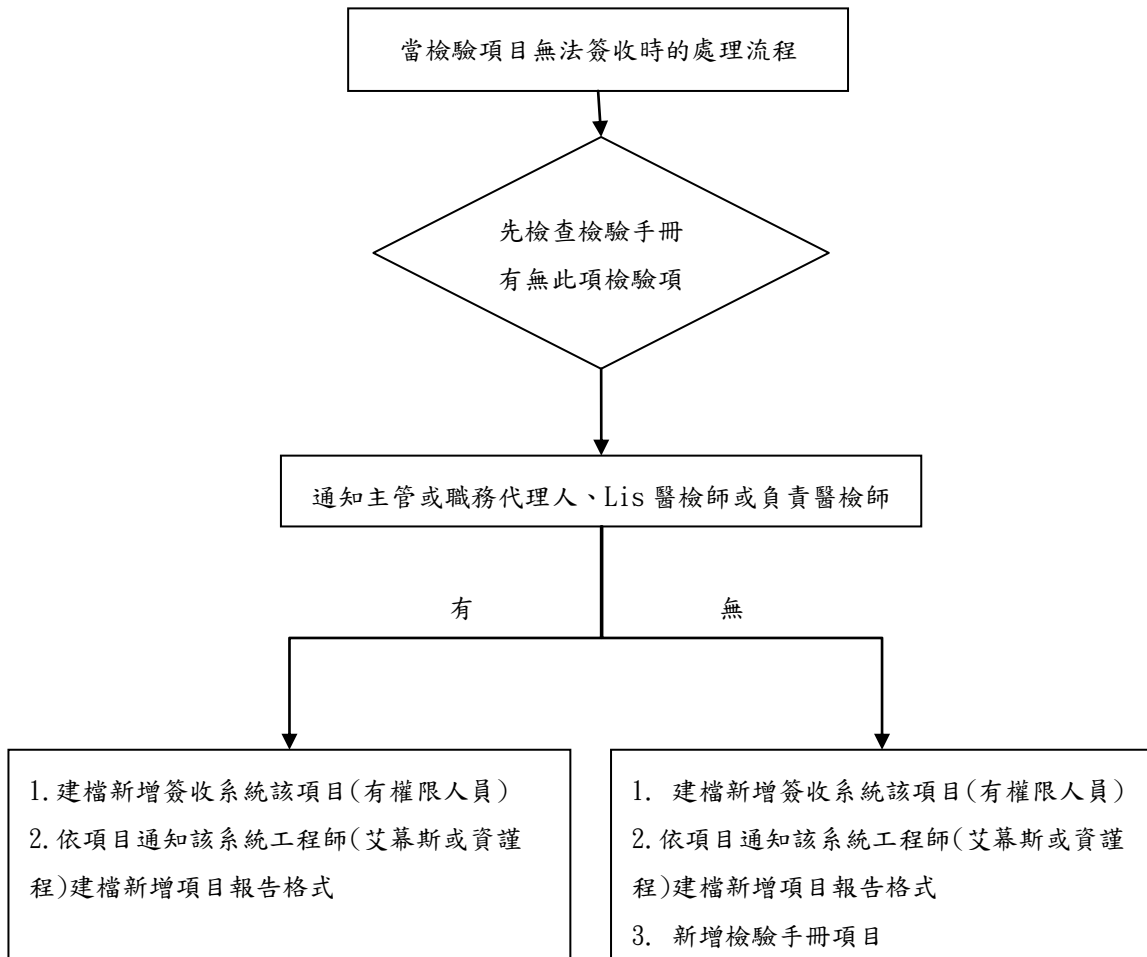 當檢驗項目無法簽收時的處理流程
先檢查檢驗手冊
有無此項檢驗項
通知主管或職務代理人、Lis 醫檢師或負責醫檢師
有
無
1.建檔新增簽收系統該項目(有權限人員)
2.依項目通知該系統工程師(艾幕斯或資謹
程)建檔新增項目報告格式
1. 建檔新增簽收系統該項目(有權限人員)
2.依項目通知該系統工程師(艾幕斯或資謹
程)建檔新增項目報告格式
3. 新增檢驗手冊項目